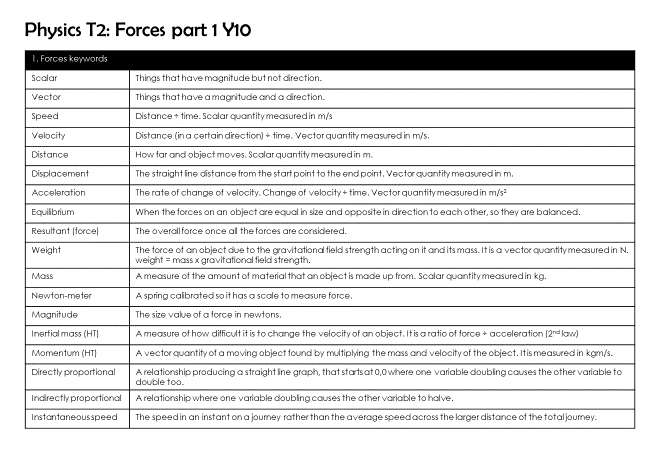 Physics T2: Forces part 1 Y10
1. Forces keywords
Scalar Things that have magnitude but not direction.
Vector Things that have a magnitude and a direction.
Speed Distance ÷ time. Scalar quantity measured in m/s
Velocity Distance (in a certain direction) ÷ time. Vector quantity measured in m/s.
Distance How far and object moves. Scalar quantity measured in m.
Displacement The straight line distance from the start point to the end point. Vector quantity measured in m.
Acceleration The rate of change of velocity. Change of velocity ÷ time. Vector quantity measured in m/s²
Equilibrium When the forces on an object are equal in size and opposite in direction to each other, so they are balanced.
Resultant (force) The overall force once all the forces are considered.
Weight The force of an object due to the gravitational field strength acting on it and its mass. It is a vector quantity measured in N.
weight = mass x gravitational field strength.
Mass A measure of the amount of material that an object is made up from. Scalar quantity measured in kg.
Newton-meter A spring calibrated so it has a scale to measure force.
Magnitude The size value of a force in newtons.
Inertial mass (HT) A measure of how difficult it is to change the velocity of an object. It is a ratio of force ÷ acceleration (2nd law)
Momentum (HT) A vector quantity of a moving object found by multiplying the mass and velocity of the object. It is measured in kgm/s.
Directly proportional A relationship producing a straight line graph, that starts at 0,0 where one variable doubling causes the other variable to
double too.
Indirectly proportional A relationship where one variable doubling causes the other variable to halve.
Instantaneous speed The speed in an instant on a journey rather than the average speed across the larger distance of the total journey.